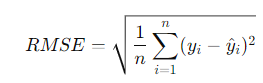 RMSE = \sqrt{\frac{1}{n} \sum_{i=1}^{n} (y_i - \hat{y}_i)^2}